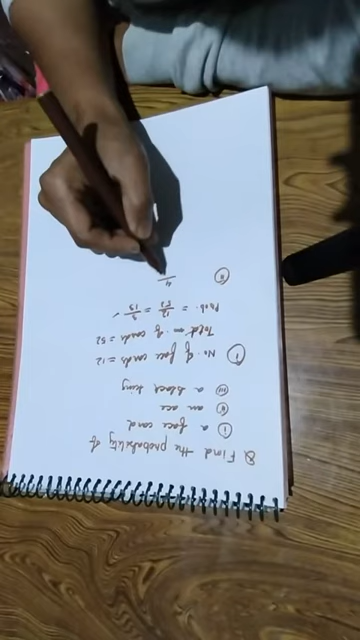 Q Find the probability of
(i) a face card
(ii) an ace
(iii) a black king
(i) No. of face cards = 12
Total no. of cards = 52
Prob. = 12/52 = 3/13 ✓
(ii) 4/